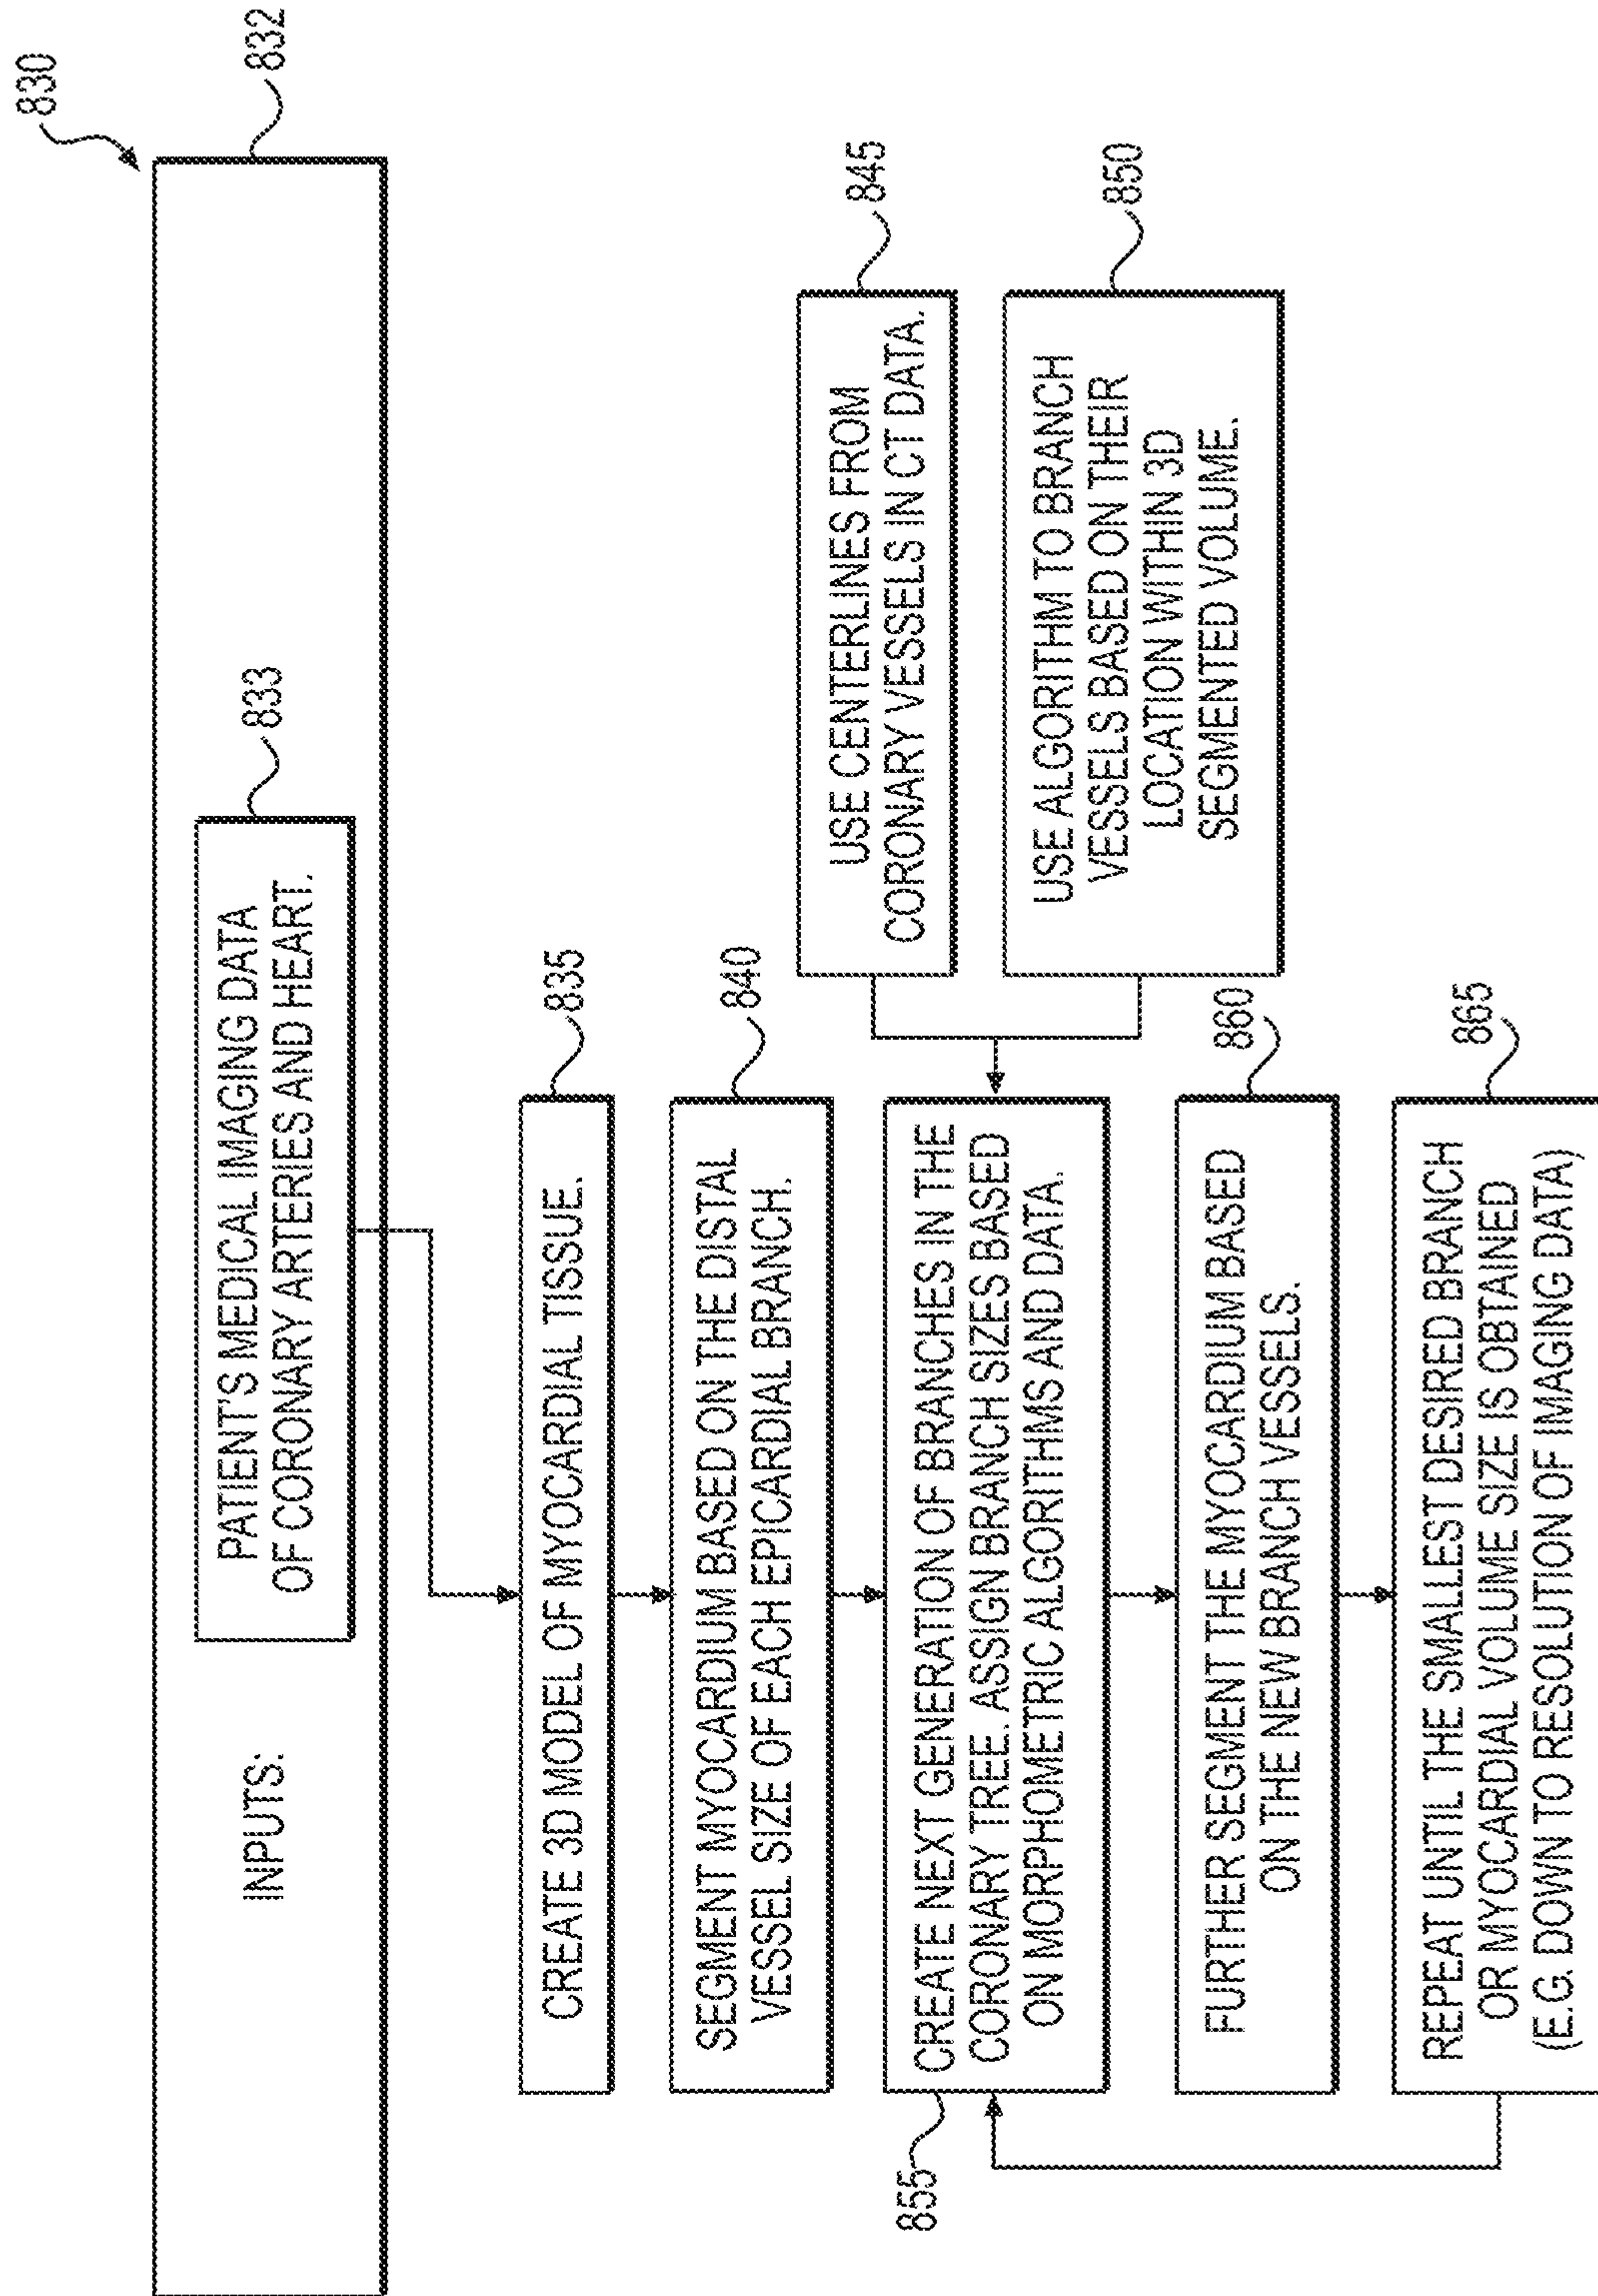 830
832
INPUTS:
833
PATIENT'S MEDICAL IMAGING DATA
OF CORONARY ARTERIES AND HEART.
835
CREATE 3D MODEL OF MYOCARDIAL TISSUE.
840
SEGMENT MYOCARDIUM BASED ON THE DISTAL
VESSEL SIZE OF EACH EPICARDIAL BRANCH.
845
USE CENTERLINES FROM
CORONARY VESSELS IN CT DATA.
850
USE ALGORITHM TO BRANCH
VESSELS BASED ON THEIR
LOCATION WITHIN 3D
SEGMENTED VOLUME.
855
CREATE NEXT GENERATION OF BRANCHES IN THE
CORONARY TREE. ASSIGN BRANCH SIZES BASED
ON MORPHOMETRIC ALGORITHMS AND DATA.
860
FURTHER SEGMENT THE MYOCARDIUM BASED
ON THE NEW BRANCH VESSELS.
865
REPEAT UNTIL THE SMALLEST DESIRED BRANCH
OR MYOCARDIAL VOLUME SIZE IS OBTAINED
(E.G. DOWN TO RESOLUTION OF IMAGING DATA)